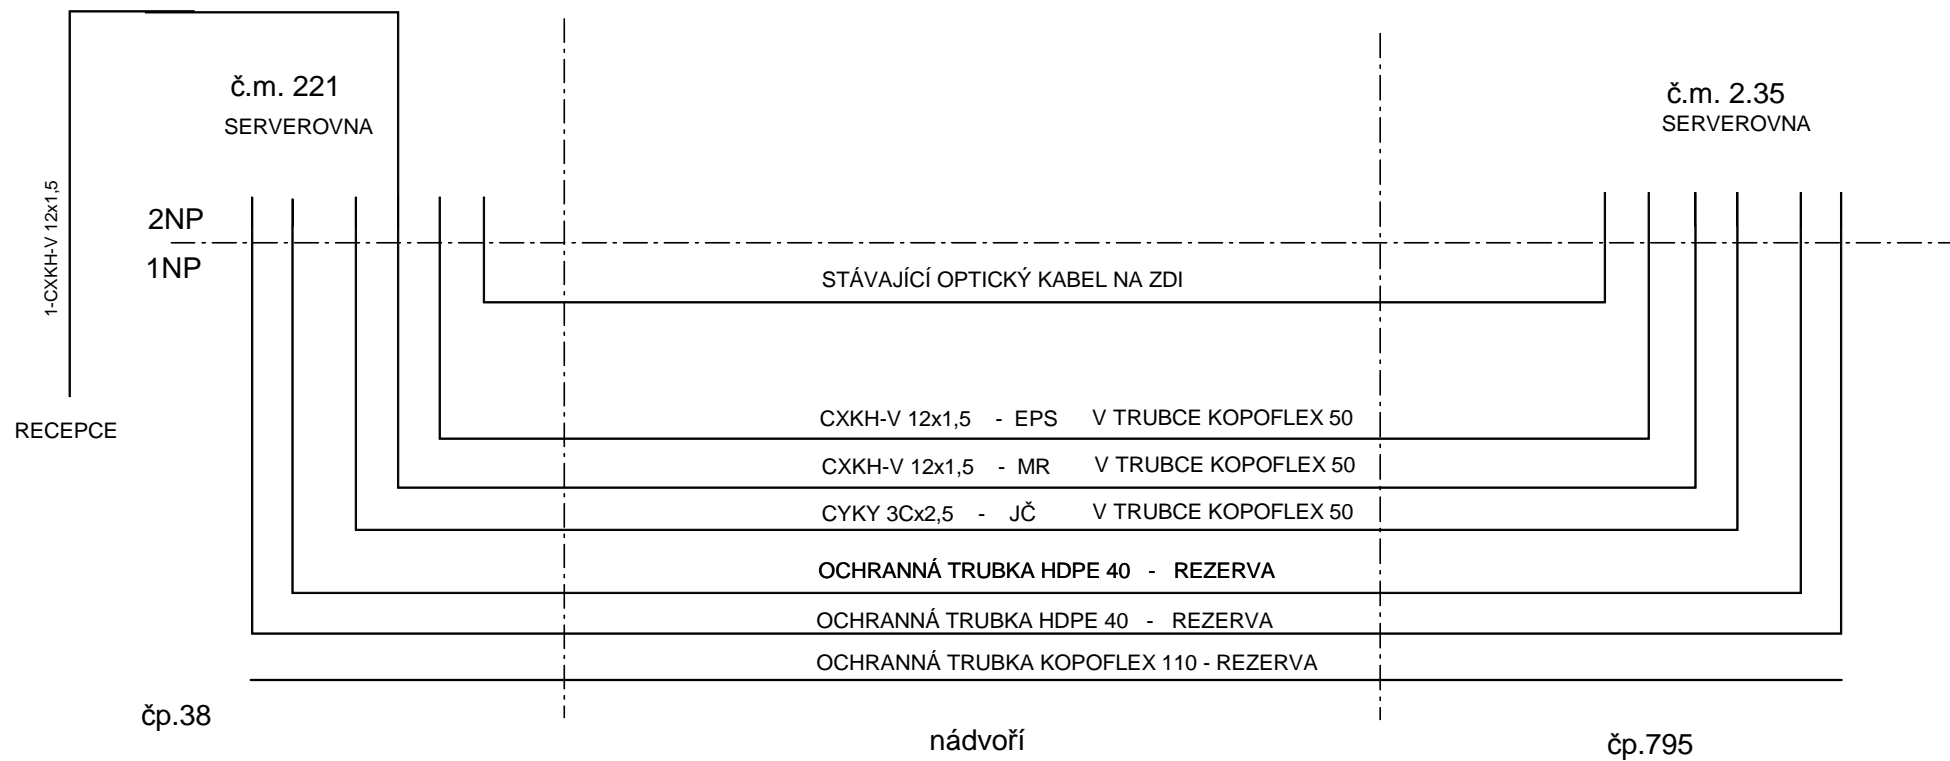 č.m. 221
SERVEROVNA
č.m. 2.35
SERVEROVNA
1-CXKH-V 12x1,5
2NP
1NP
STÁVAJÍCÍ OPTICKÝ KABEL NA ZDI
RECEPCE
CXKH-V 12x1,5 - EPS V TRUBCE KOPOFLEX 50
CXKH-V 12x1,5 - MR V TRUBCE KOPOFLEX 50
CYKY 3Cx2,5 - JČ V TRUBCE KOPOFLEX 50
OCHRANNÁ TRUBKA HDPE 40 - REZERVA
OCHRANNÁ TRUBKA HDPE 40 - REZERVA
OCHRANNÁ TRUBKA KOPOFLEX 110 - REZERVA
čp.38
nádvoří
čp.795